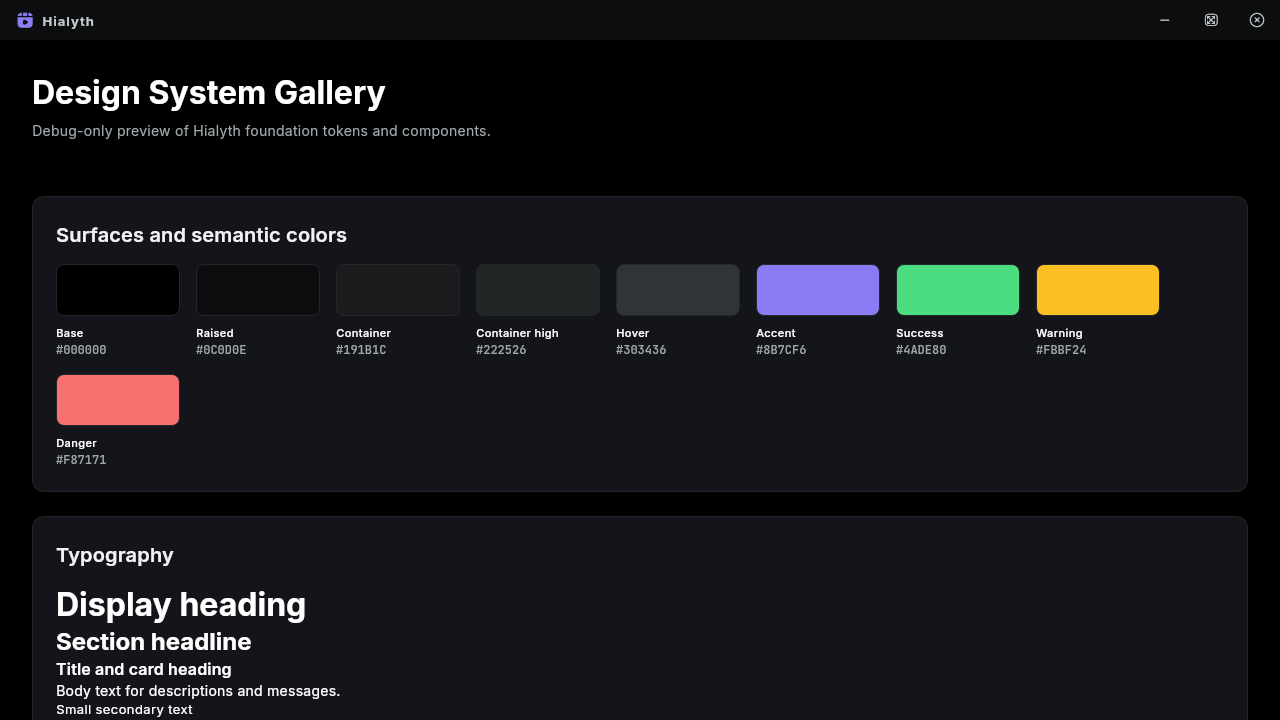 Hialyth
Design System Gallery
Debug-only preview of Hialyth foundation tokens and components.
Surfaces and semantic colors
Base
#000000
Raised
#0C0D0E
Container
#191B1C
Container high
#222526
Hover
#303436
Accent
#8B7CF6
Success
#4ADE80
Warning
#FBBF24
Danger
#F87171
Typography
Display heading
Section headline
Title and card heading
Body text for descriptions and messages.
Small secondary text